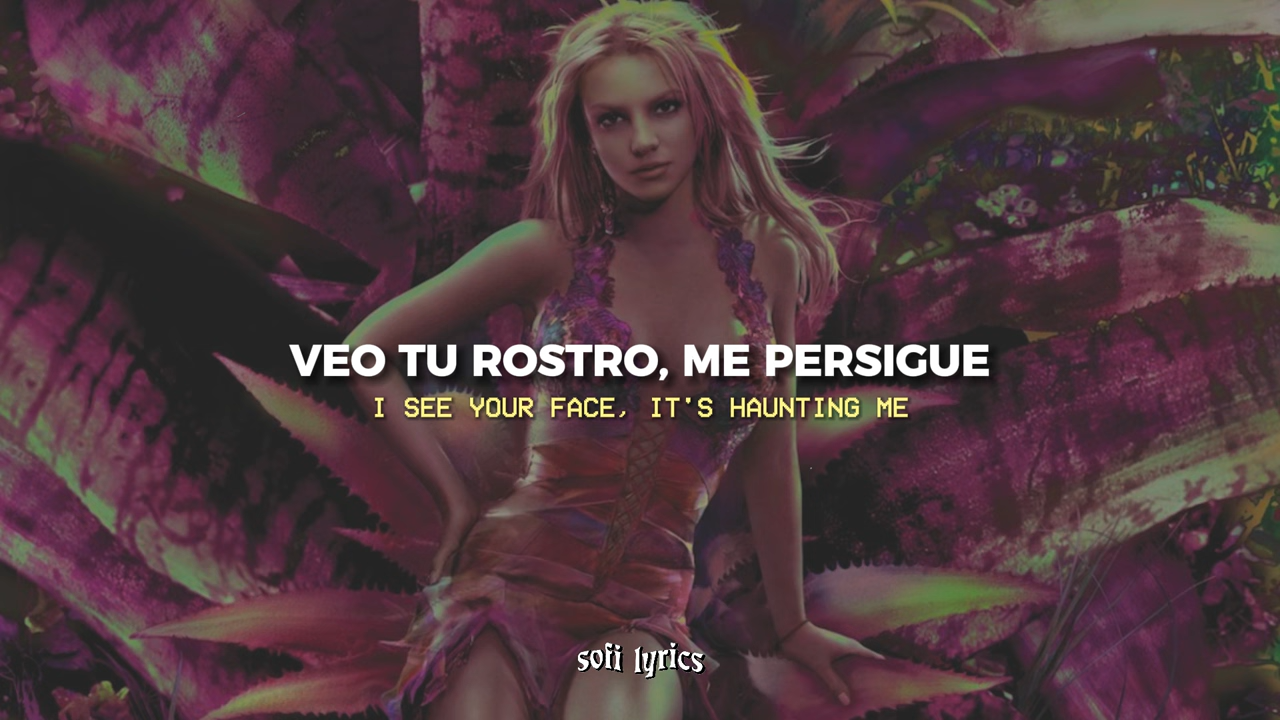 VEO TU ROSTRO, ME PERSIGUE
I SEE YOUR FACE, IT'S HAUNTING ME
sofi lyrics